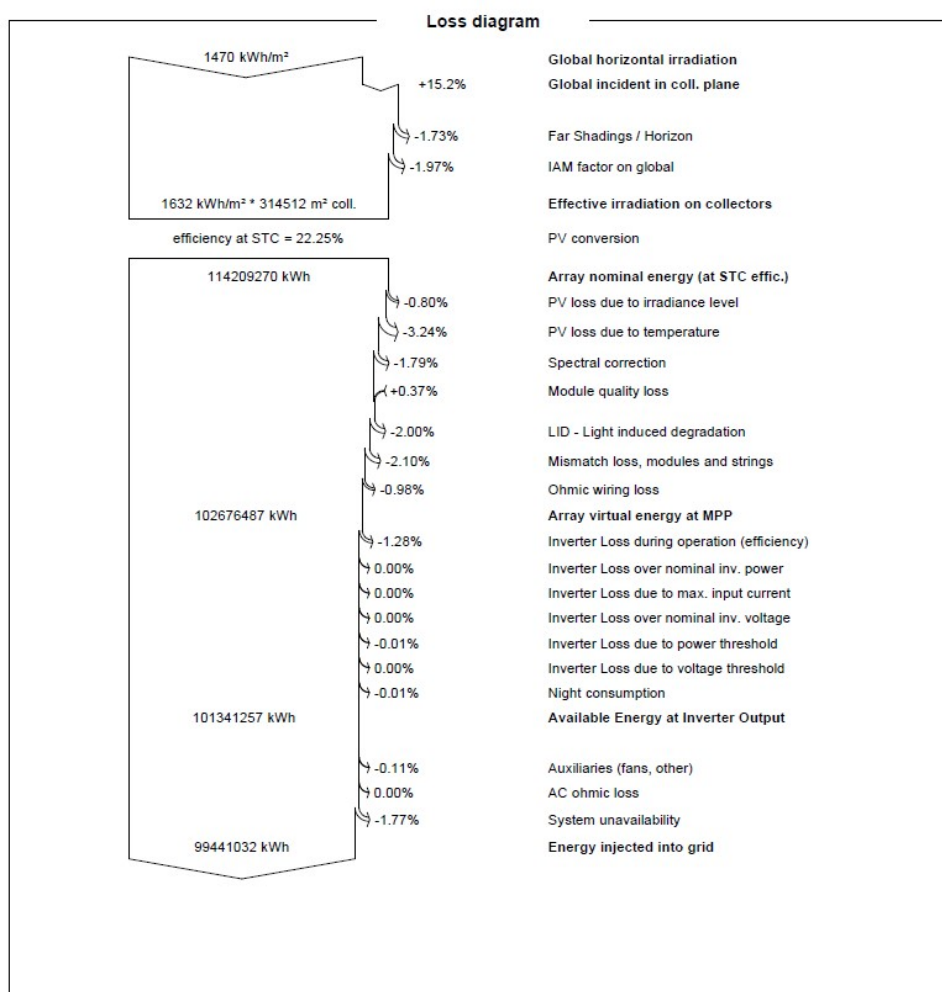 Loss diagram
1470 kWh/m² Global horizontal irradiation
+15.2% Global incident in coll. plane
-1.73% Far Shadings / Horizon
-1.97% IAM factor on global
1632 kWh/m² * 314512 m² coll. Effective irradiation on collectors
efficiency at STC = 22.25% PV conversion
114209270 kWh Array nominal energy (at STC effic.)
-0.80% PV loss due to irradiance level
-3.24% PV loss due to temperature
-1.79% Spectral correction
+0.37% Module quality loss
-2.00% LID - Light induced degradation
-2.10% Mismatch loss, modules and strings
-0.98% Ohmic wiring loss
102676487 kWh Array virtual energy at MPP
-1.28% Inverter Loss during operation (efficiency)
0.00% Inverter Loss over nominal inv. power
0.00% Inverter Loss due to max. input current
0.00% Inverter Loss over nominal inv. voltage
-0.01% Inverter Loss due to power threshold
0.00% Inverter Loss due to voltage threshold
-0.01% Night consumption
101341257 kWh Available Energy at Inverter Output
-0.11% Auxiliaries (fans, other)
0.00% AC ohmic loss
-1.77% System unavailability
99441032 kWh Energy injected into grid